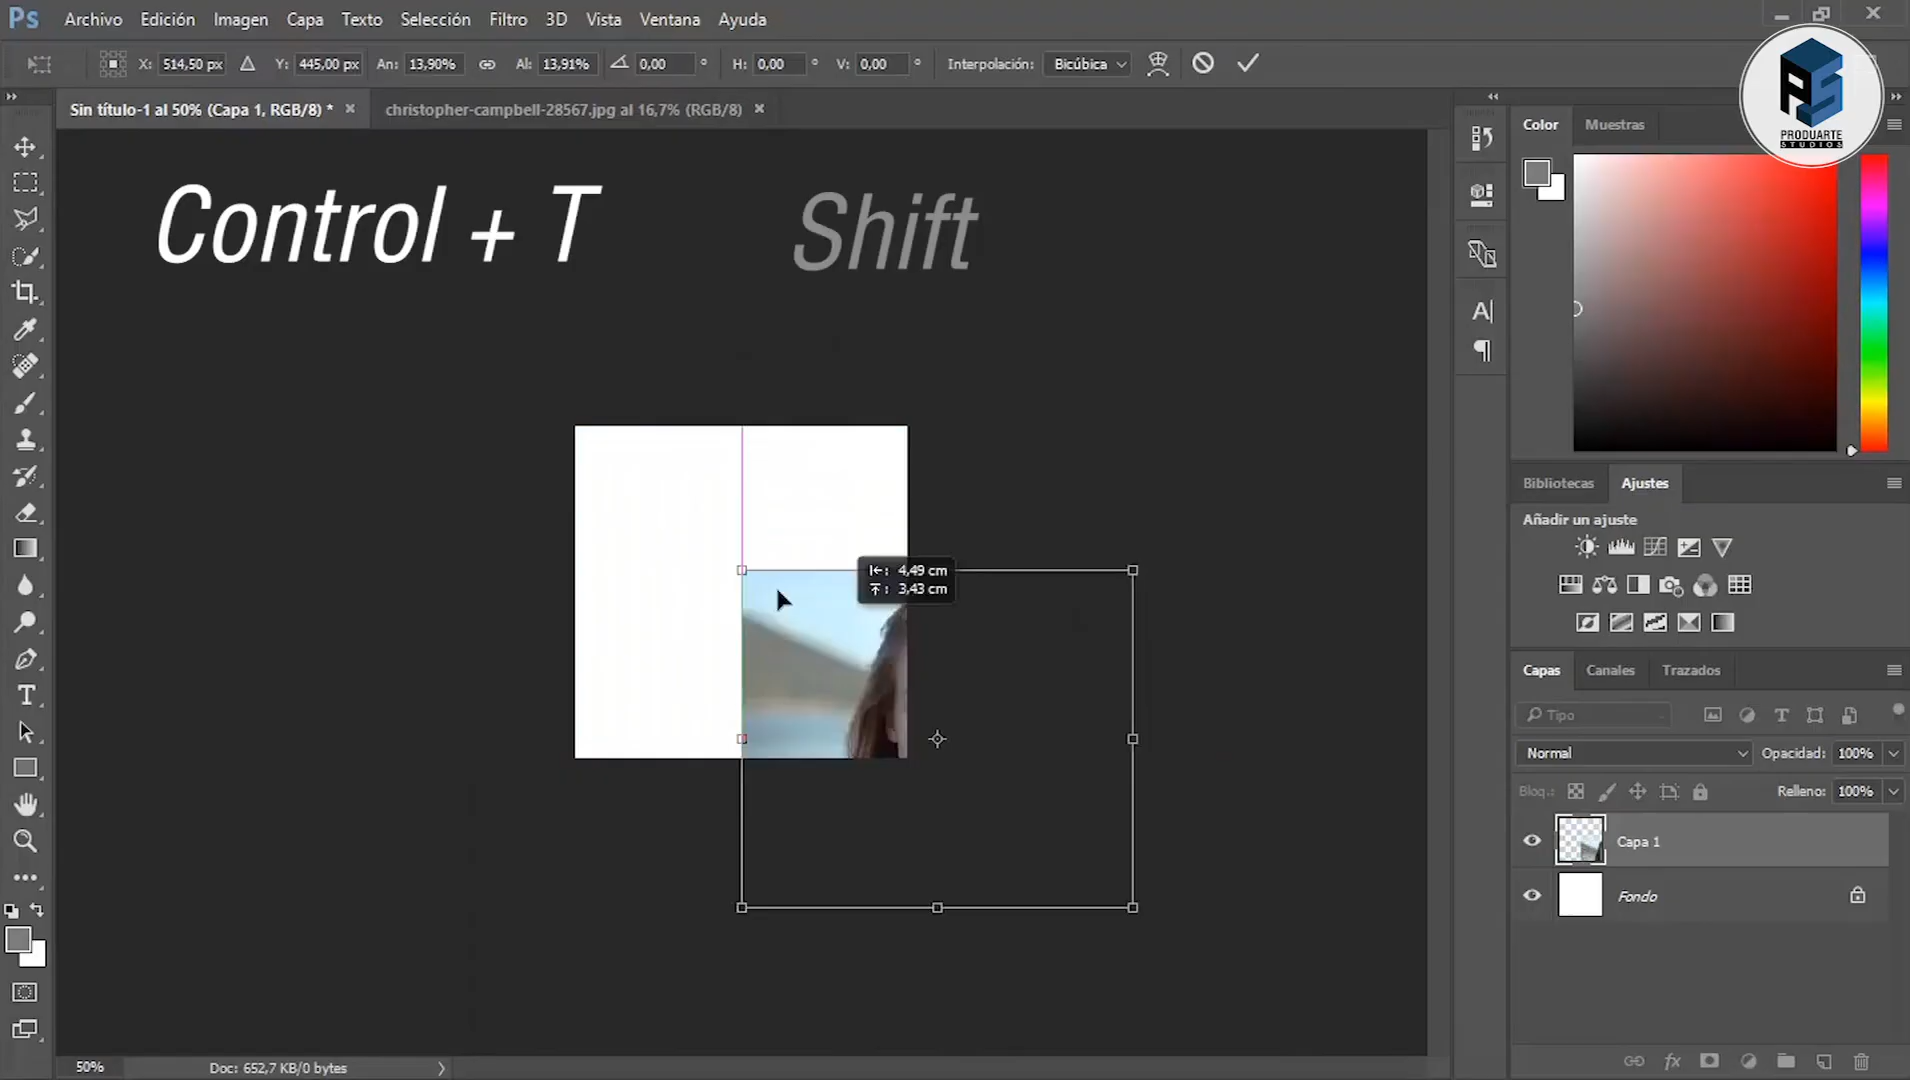 Ps Archivo Edición Imagen Capa Texto Selección Filtro 3D Vista Ventana Ayuda
X: 514,50 px Y: 445,00 px An: 13,90% Al: 13,91% 0,00 ° H: 0,00 ° V: 0,00 ° Interpolación: Bicúbica
PRODUARTE
STUDIOS
Sin título-1 al 50% (Capa 1, RGB/8) * × christopher-campbell-28567.jpg al 16,7% (RGB/8) ×
Color Muestras
Control + T Shift
4,49 cm
3,43 cm
Bibliotecas Ajustes
Añadir un ajuste
Capas Canales Trazados
Tipo
Normal Opacidad: 100%
Bloq.: Relleno: 100%
Capa 1
Fondo
50% Doc: 652,7 KB/0 bytes